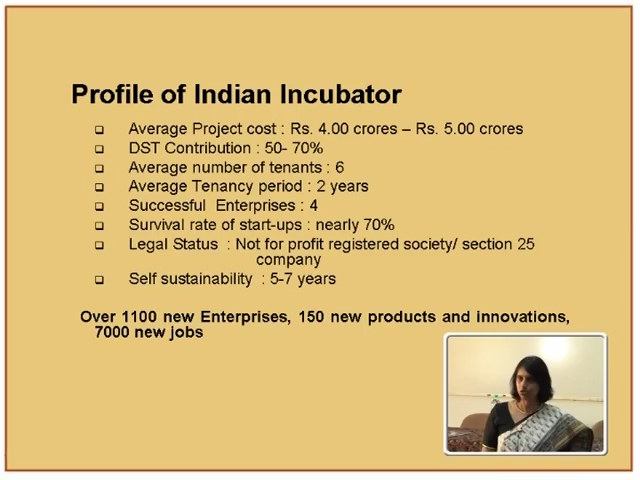 Profile of Indian Incubator
❑ Average Project cost : Rs. 4.00 crores – Rs. 5.00 crores
❑ DST Contribution : 50- 70%
❑ Average number of tenants : 6
❑ Average Tenancy period : 2 years
❑ Successful Enterprises : 4
❑ Survival rate of start-ups : nearly 70%
❑ Legal Status : Not for profit registered society/ section 25
company
❑ Self sustainability : 5-7 years
Over 1100 new Enterprises, 150 new products and innovations,
7000 new jobs